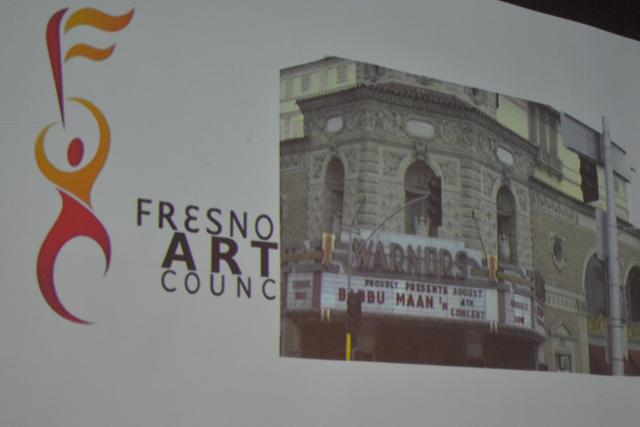 FRESNO
ART
COUNC
WARNORS
PROUDLY PRESENTS AUGUST
BABBU MAAN IN 4TH
CONCERT